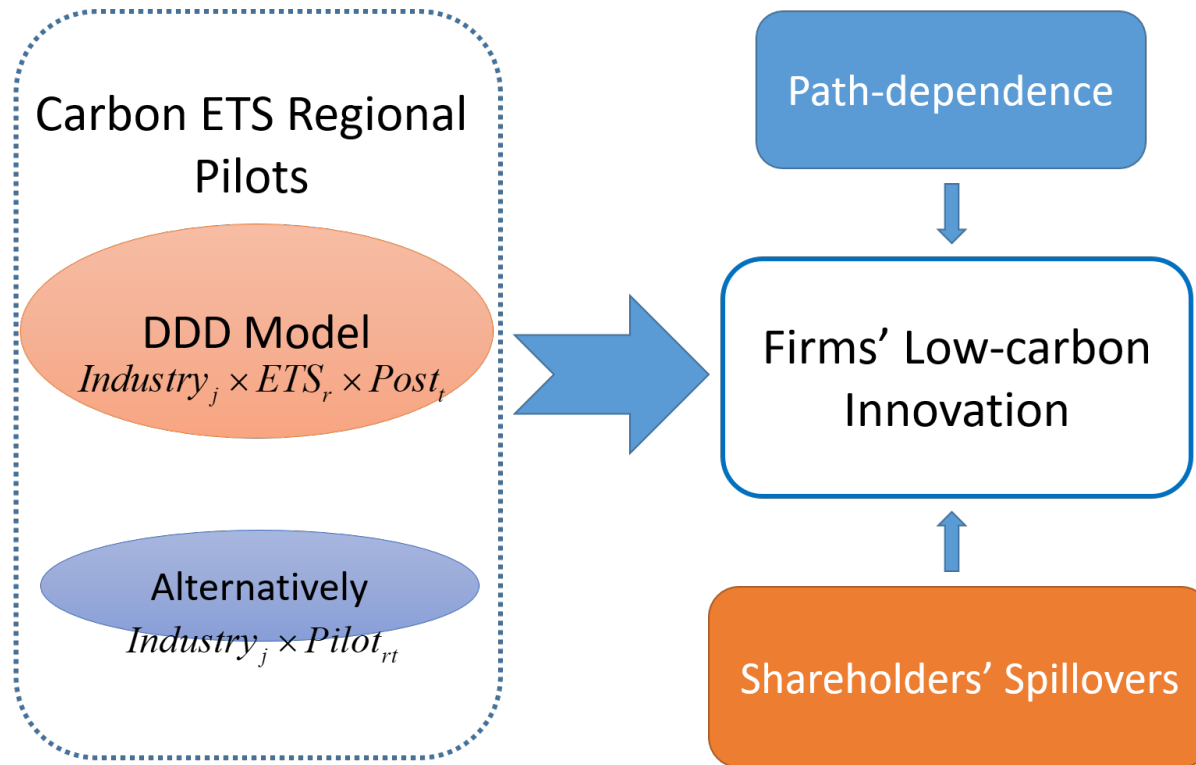 Carbon ETS Regional
Pilots
DDD Model
Industry_j × ETS_r × Post_t
Alternatively
Industry_j × Pilot_rt
Path-dependence
Firms’ Low-carbon
Innovation
Shareholders’ Spillovers